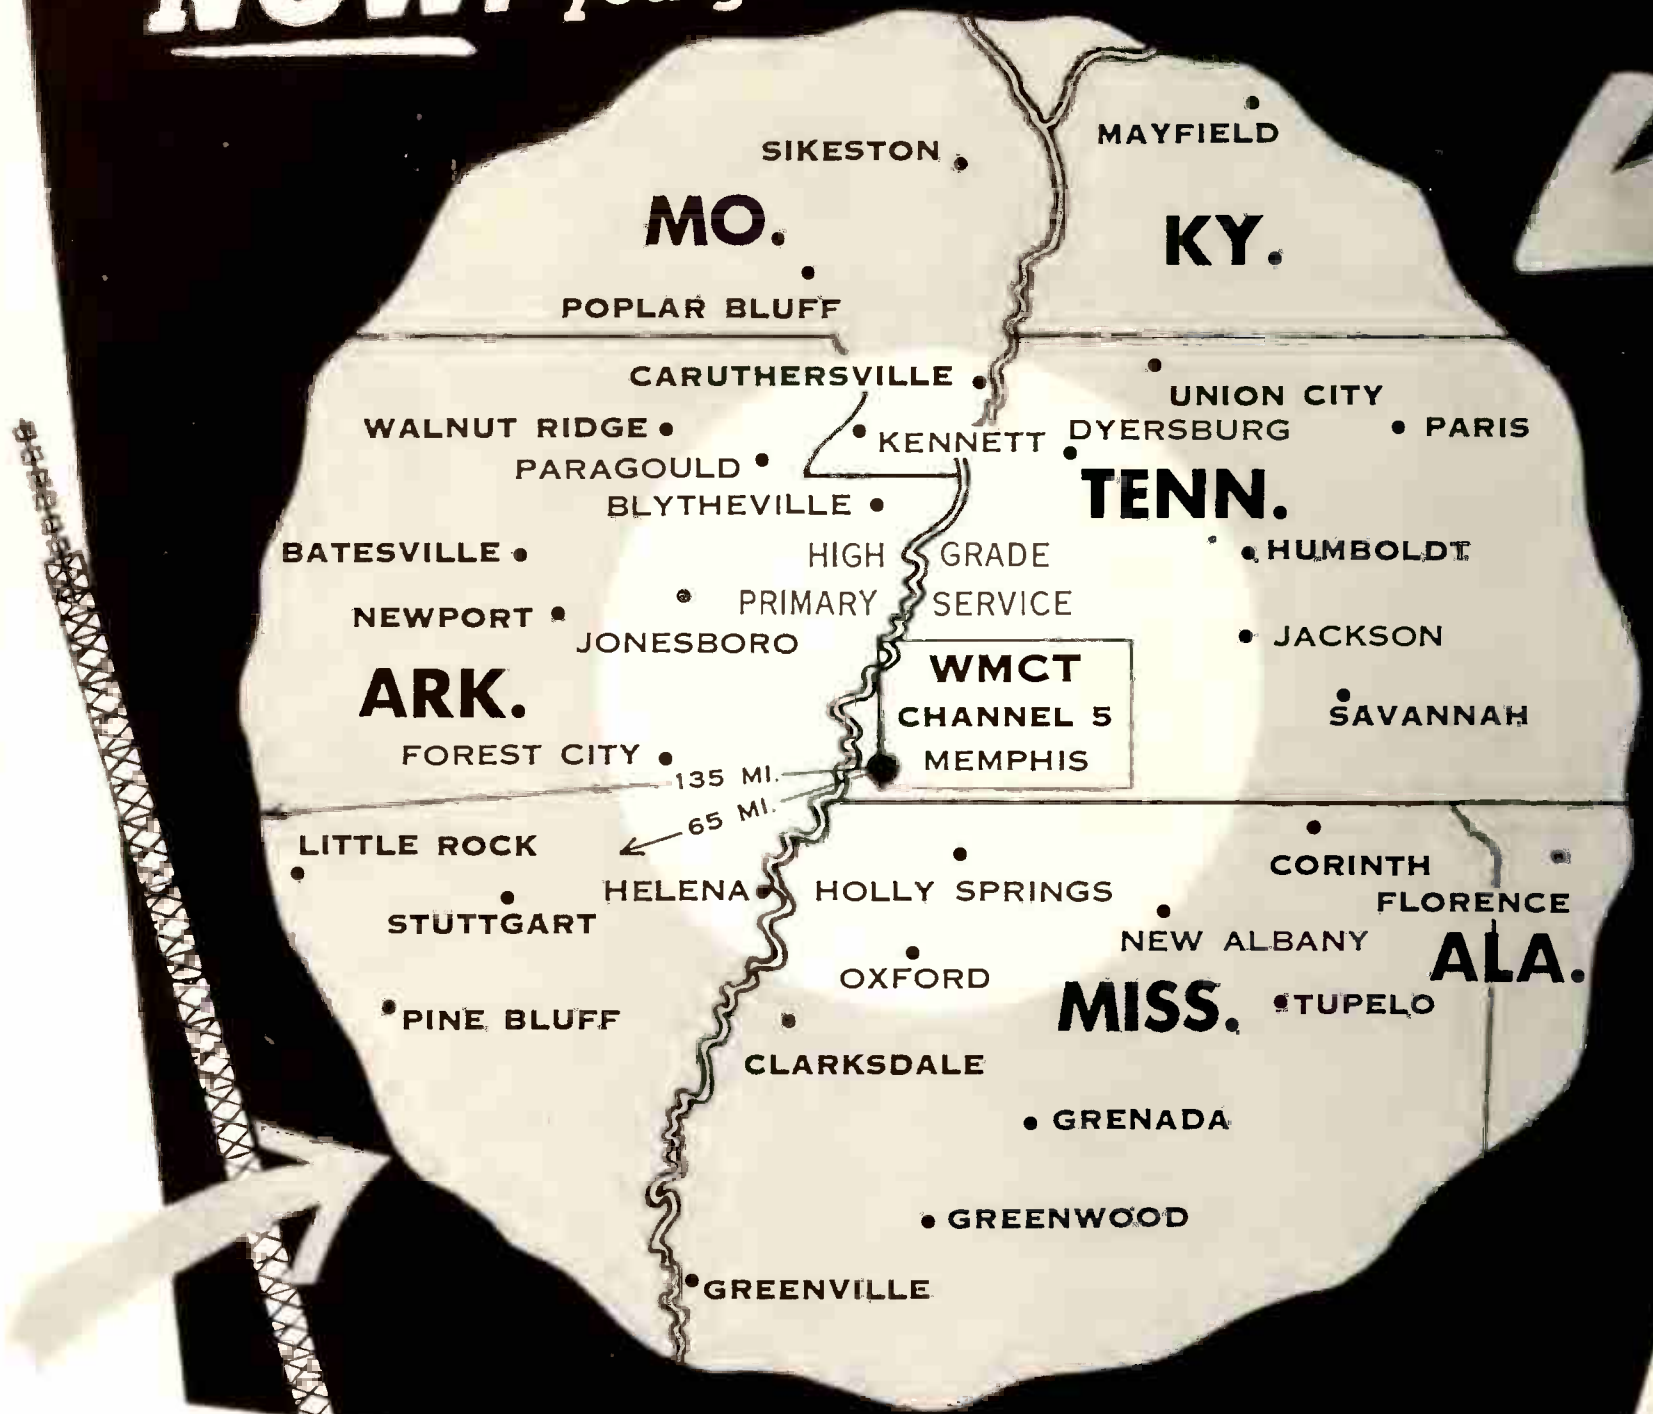 NOW!
MAYFIELD
SIKESTON
MO.
KY.
POPLAR BLUFF
CARUTHERSVILLE
UNION CITY
WALNUT RIDGE
KENNETT
DYERSBURG
PARIS
PARAGOULD
TENN.
BLYTHEVILLE
BATESVILLE
HIGH GRADE
HUMBOLDT
PRIMARY SERVICE
NEWPORT
JONESBORO
JACKSON
WMCT
ARK.
CHANNEL 5
SAVANNAH
FOREST CITY
MEMPHIS
135 MI.
65 MI.
LITTLE ROCK
CORINTH
HELENA
HOLLY SPRINGS
FLORENCE
STUTTGART
NEW ALBANY
ALA.
OXFORD
MISS.
TUPELO
PINE BLUFF
CLARKSDALE
GRENADA
GREENWOOD
GREENVILLE